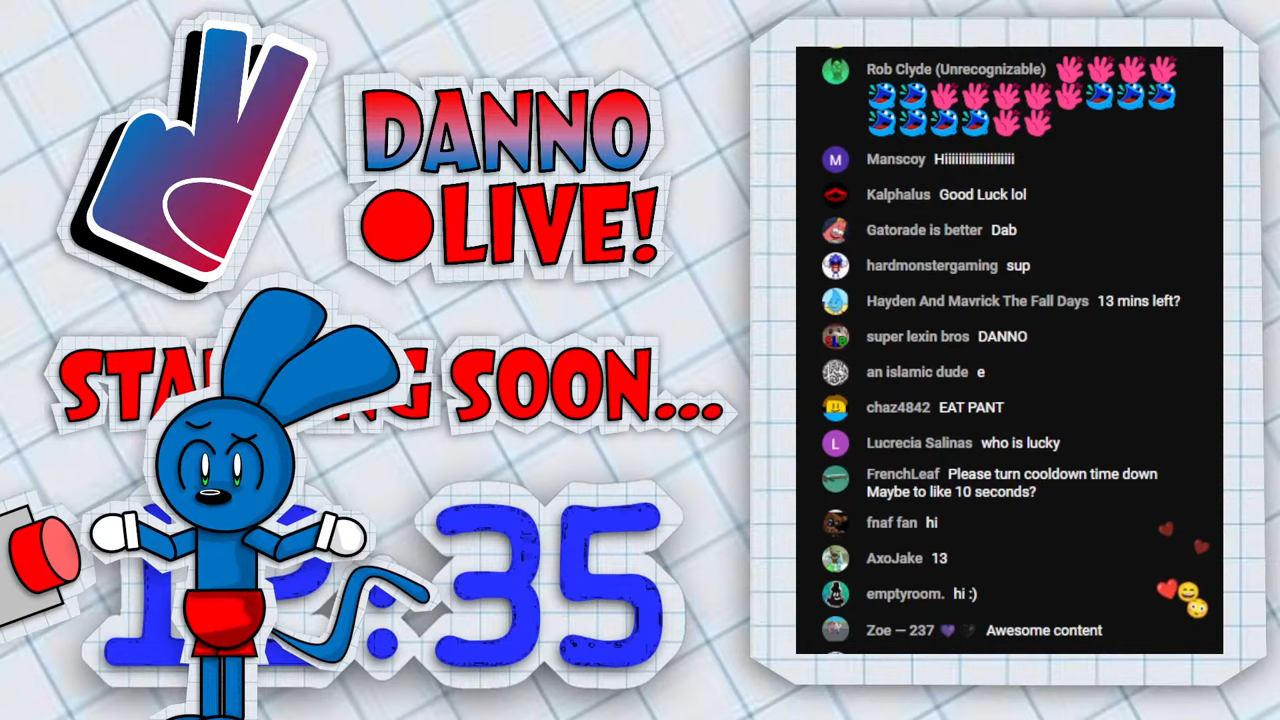 DANNO
LIVE!
STARTING SOON...
12:35
Rob Clyde (Unrecognizable)
Manscoy Hiiiiiiiiiiiiiiiiiiii
Kalphalus Good Luck lol
Gatorade is better Dab
hardmonstergaming sup
Hayden And Mavrick The Fall Days 13 mins left?
super lexin bros DANNO
an islamic dude e
chaz4842 EAT PANT
Lucrecia Salinas who is lucky
FrenchLeaf Please turn cooldown time down
Maybe to like 10 seconds?
fnaf fan hi
AxoJake 13
emptyroom. hi :)
Zoe — 237 💜 🖤 Awesome content
M
L